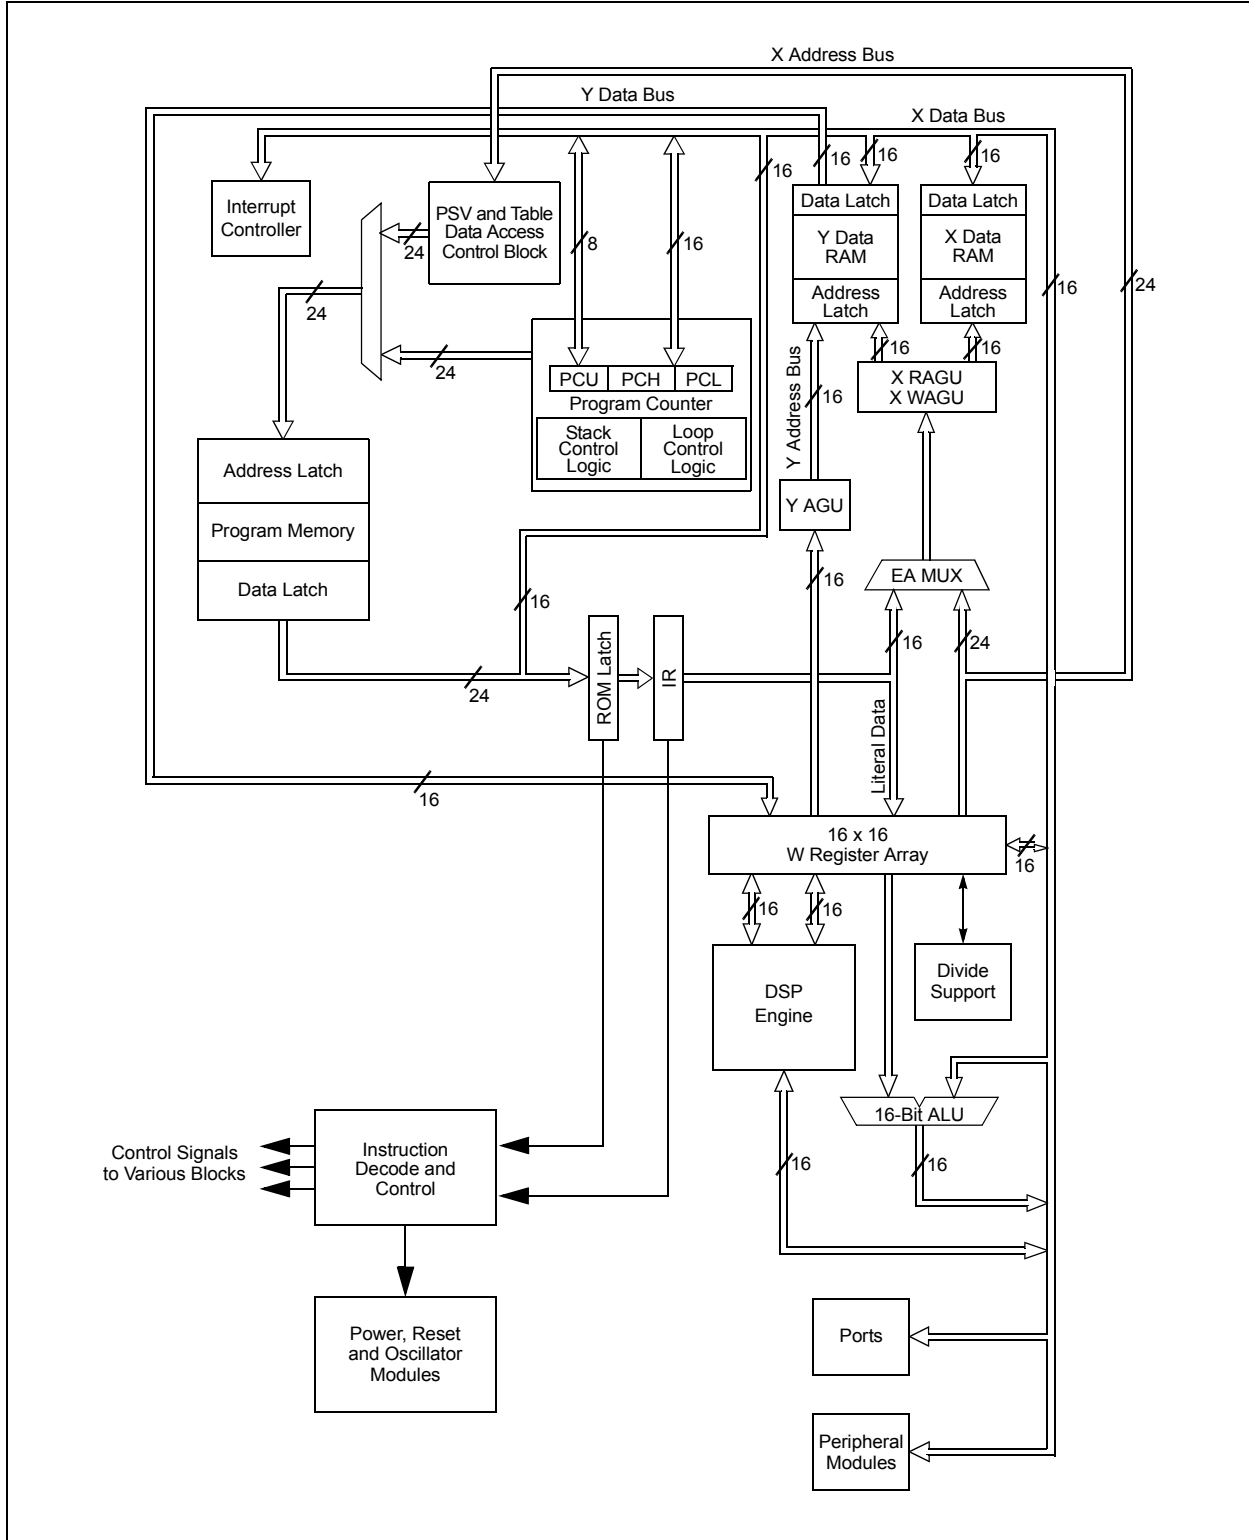 X Address Bus
Y Data Bus
X Data Bus
16
16
16
16
Interrupt
Controller
PSV and Table
Data Access
Control Block
24
8
16
Data Latch
Y Data
RAM
Address
Latch
Data Latch
X Data
RAM
Address
Latch
16
24
24
24
16
16
PCU
PCH
PCL
Program Counter
Stack
Control
Logic
Loop
Control
Logic
X RAGU
X WAGU
Y Address Bus
16
Address Latch
Program Memory
Data Latch
Y AGU
EA MUX
16
16
16
24
24
ROM Latch
IR
Literal Data
16
16 x 16
W Register Array
16
16
16
DSP
Engine
Divide
Support
16-Bit ALU
16
16
Control Signals
to Various Blocks
Instruction
Decode and
Control
Power, Reset
and Oscillator
Modules
Ports
Peripheral
Modules